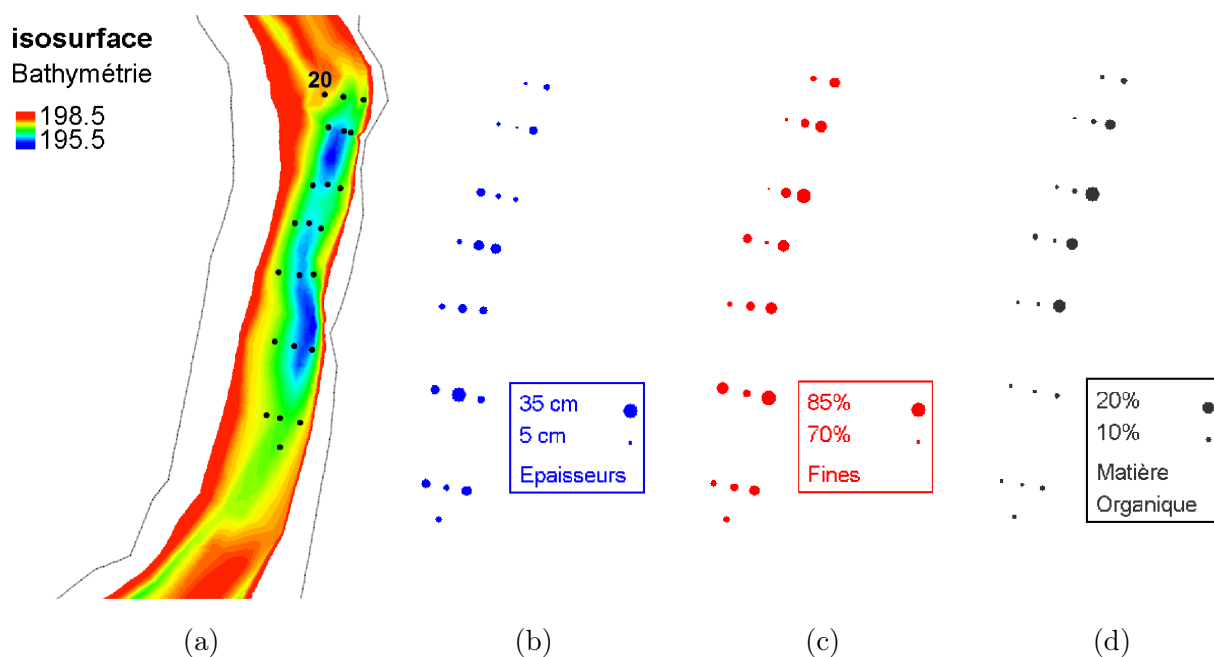 isosurface
Bathymétrie
198.5
195.5
20
35 cm
5 cm
Epaisseurs
85%
70%
Fines
20%
10%
Matière
Organique
(a)
(b)
(c)
(d)